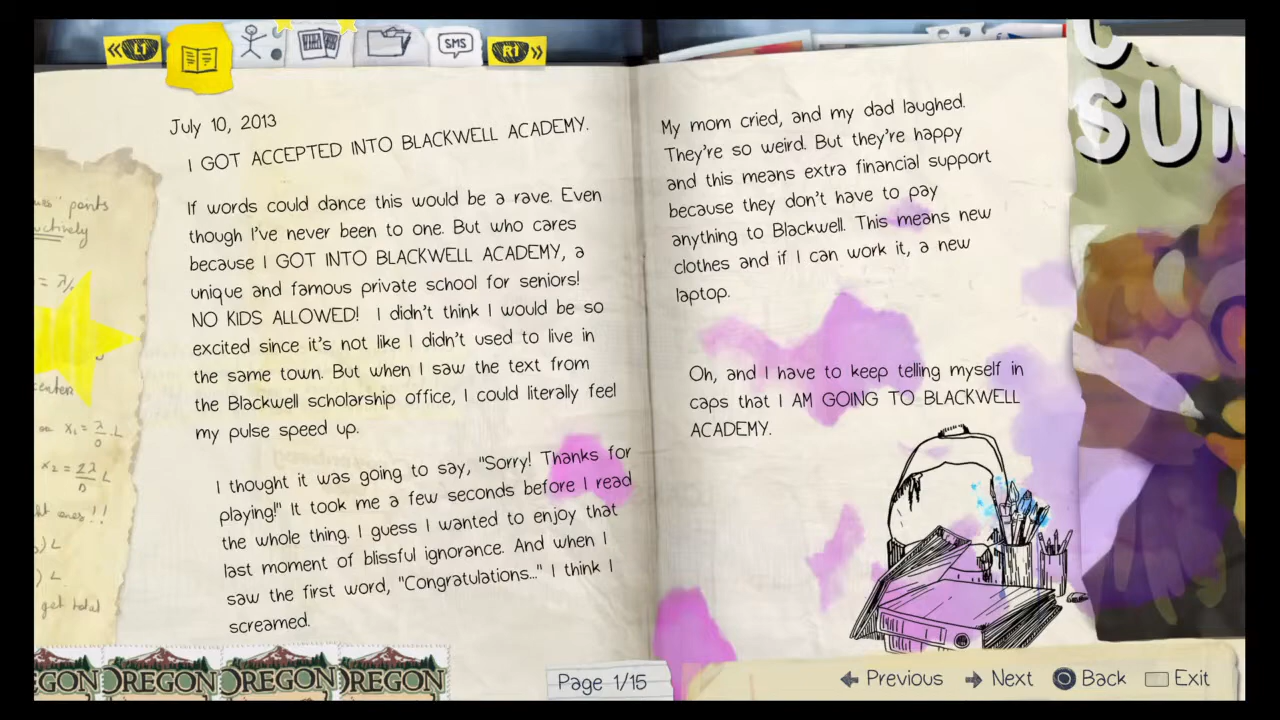 L1
SMS
R1
July 10, 2013
I GOT ACCEPTED INTO BLACKWELL ACADEMY.
If words could dance this would be a rave. Even
though I've never been to one. But who cares
because I GOT INTO BLACKWELL ACADEMY, a
unique and famous private school for seniors!
NO KIDS ALLOWED! I didn't think I would be so
excited since it's not like I didn't used to live in
the same town. But when I saw the text from
the Blackwell scholarship office, I could literally feel
my pulse speed up.
I thought it was going to say, "Sorry! Thanks for
playing!" It took me a few seconds before I read
the whole thing. I guess I wanted to enjoy that
last moment of blissful ignorance. And when I
saw the first word, "Congratulations..." I think I
screamed.
My mom cried, and my dad laughed.
They're so weird. But they're happy
and this means extra financial support
because they don't have to pay
anything to Blackwell. This means new
clothes and if I can work it, a new
laptop.
Oh, and I have to keep telling myself in
caps that I AM GOING TO BLACKWELL
ACADEMY.
points
get total
EGON OREGON OREGON OREGON
Page 1/15
Previous Next Back Exit